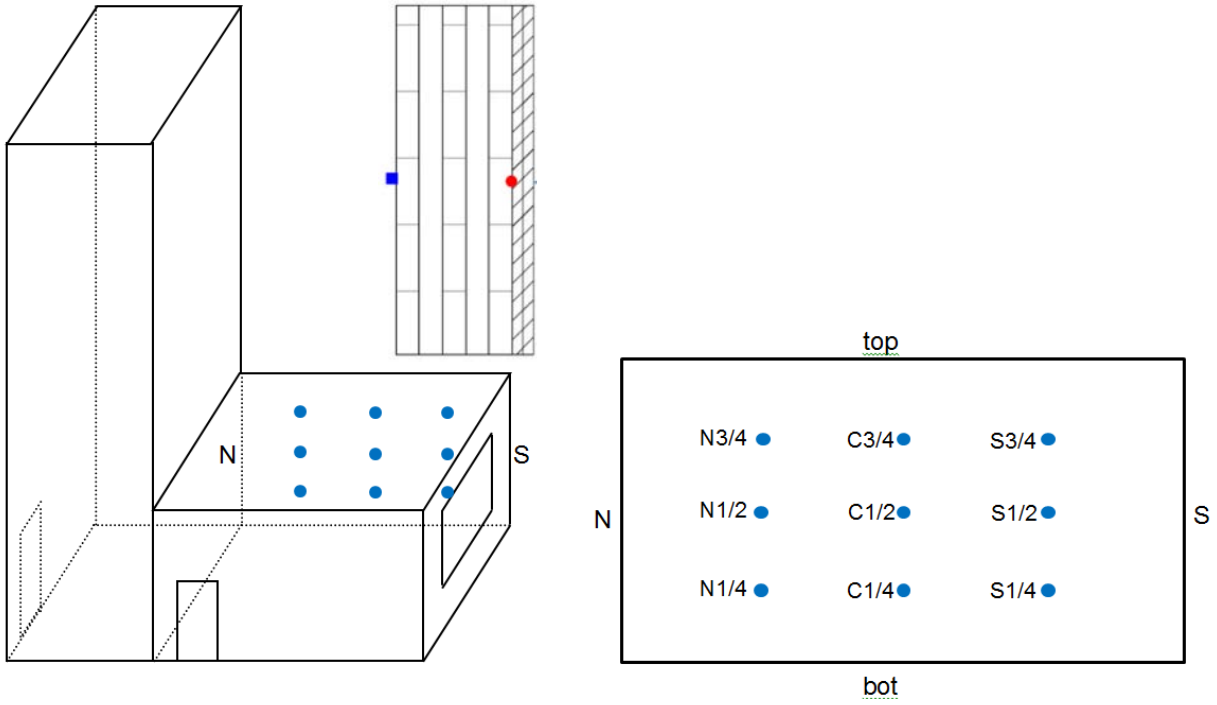 N
S
top
N3/4
C3/4
S3/4
N
N1/2
C1/2
S1/2
S
N1/4
C1/4
S1/4
bot